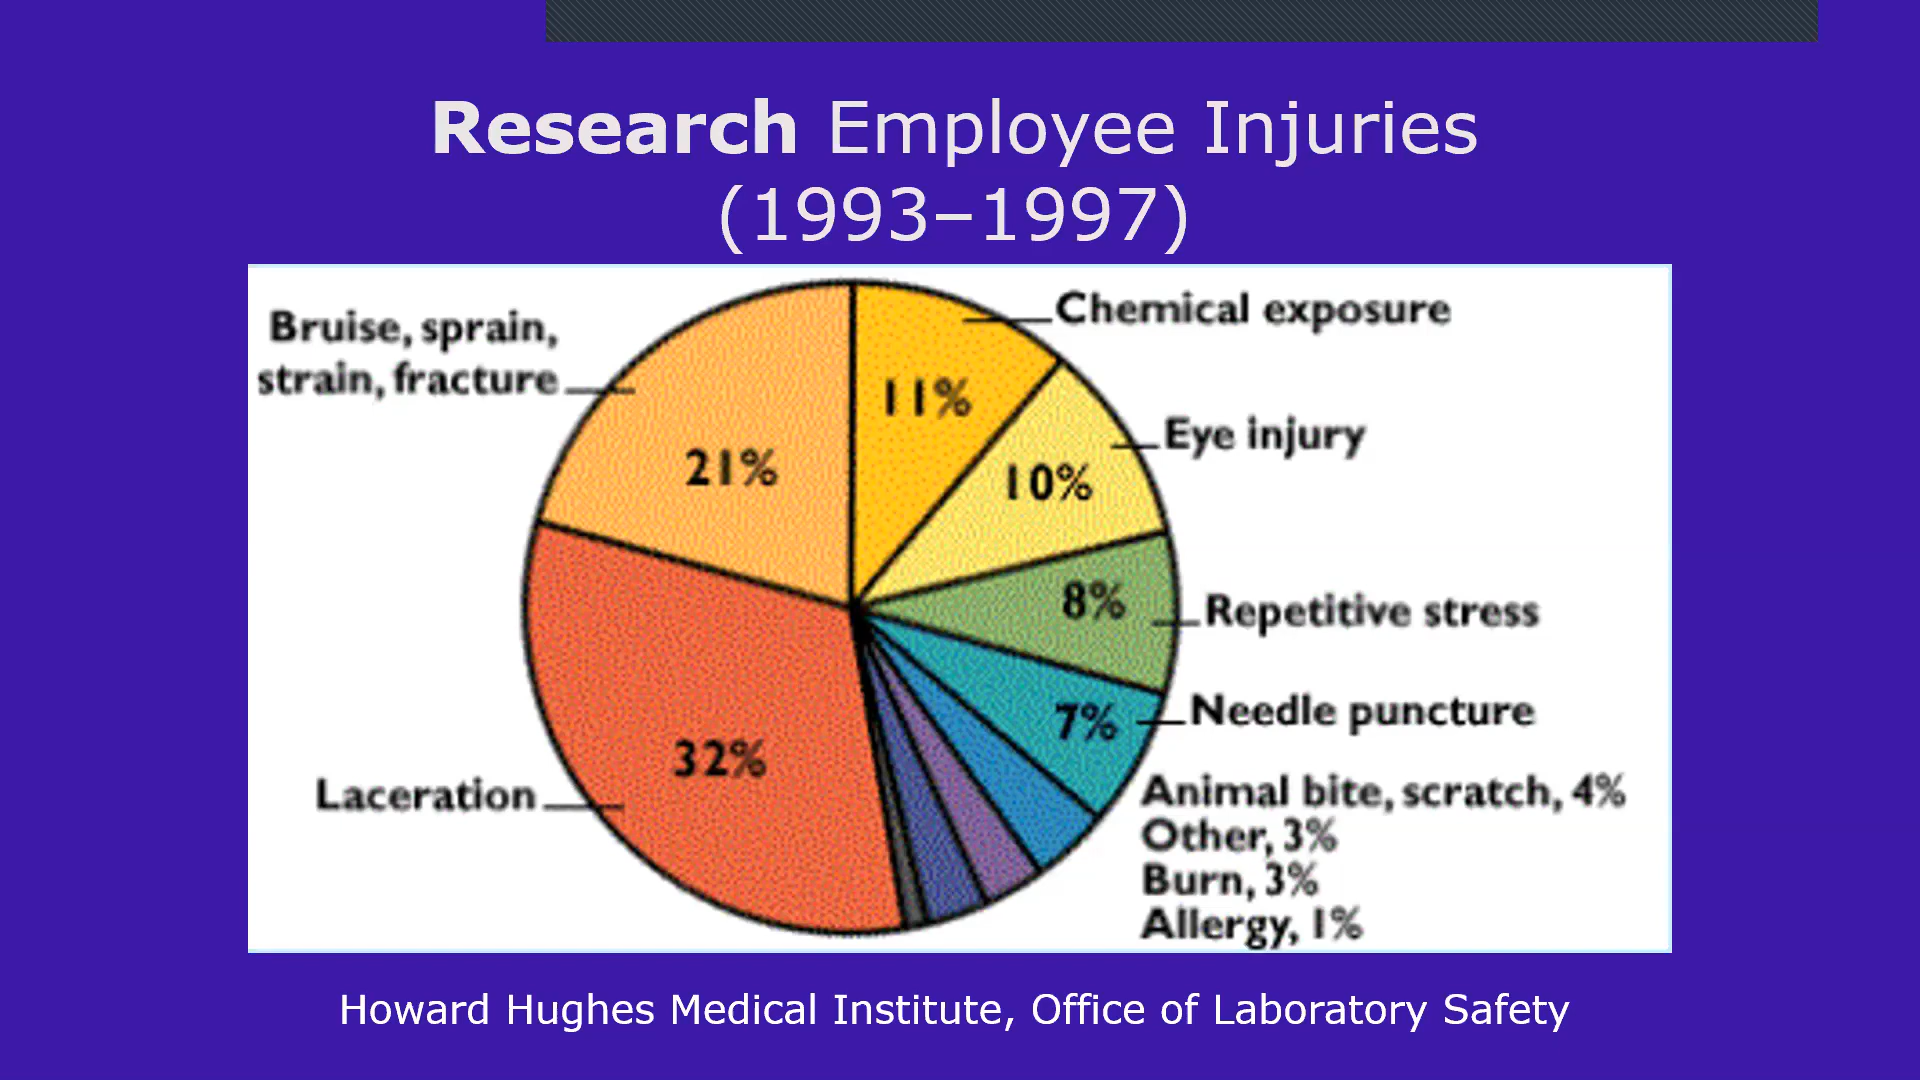 Research Employee Injuries
(1993–1997)
Bruise, sprain,
strain, fracture
Chemical exposure
11%
Eye injury
21%
10%
8%
Repetitive stress
7%
Needle puncture
32%
Laceration
Animal bite, scratch, 4%
Other, 3%
Burn, 3%
Allergy, 1%
Howard Hughes Medical Institute, Office of Laboratory Safety